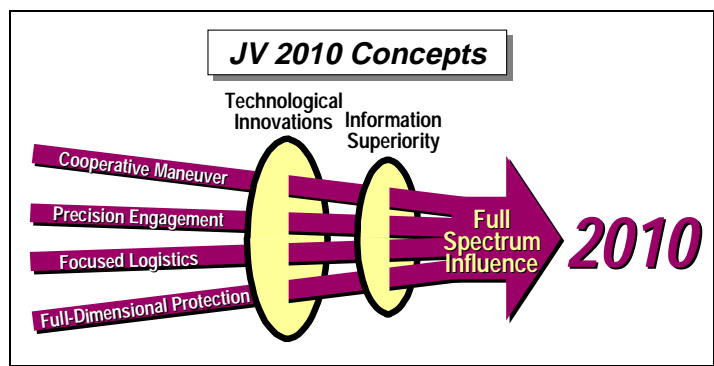 JV 2010 Concepts
Technological
Innovations
Information
Superiority
Cooperative Maneuver
Precision Engagement
Focused Logistics
Full-Dimensional Protection
Full
Spectrum
Influence
2010